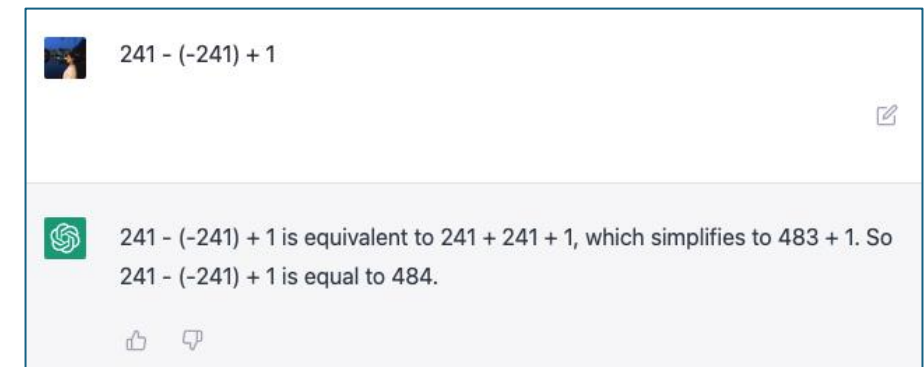 241 - (-241) + 1
241 - (-241) + 1 is equivalent to 241 + 241 + 1, which simplifies to 483 + 1. So
241 - (-241) + 1 is equal to 484.